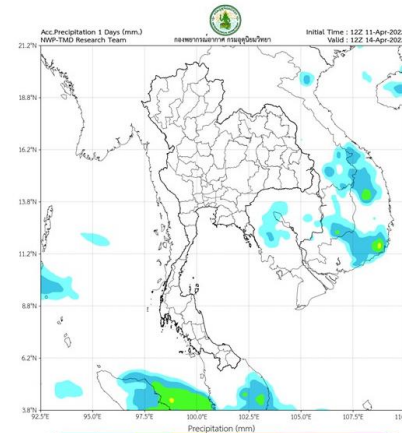 Acc.Precipitation 1 Days (mm.)
NWP-TMD Research Team
กองพยากรณ์อากาศ กรมอุตุนิยมวิทยา
Initial Time : 12Z 11-Apr-202
Valid : 12Z 14-Apr-202
21.2°N
18.8°N
16.2°N
13.8°N
11.2°N
8.8°N
6.2°N
3.8°N
92.5°E
95.0°E
97.5°E
100.0°E
102.5°E
105.0°E
107.5°E
Precipitation (mm)